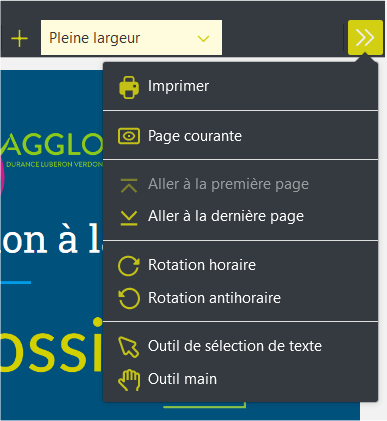 Pleine largeur
Imprimer
AGGLO
DURANCE LUBERON VERDON
Page courante
Aller à la première page
Aller à la dernière page
on à l
Rotation horaire
Rotation antihoraire
ossi
Outil de sélection de texte
Outil main